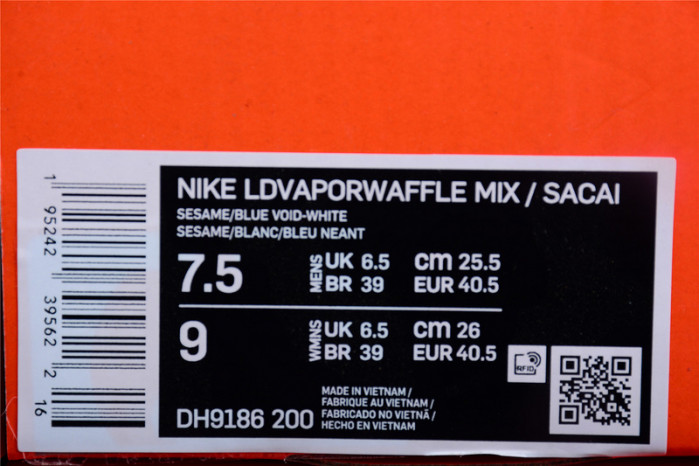 NIKE LDVAPORWAFFLE MIX / SACAI
SESAME/BLUE VOID-WHITE
SESAME/BLANC/BLEU NEANT
7.5 MENS UK 6.5 cm 25.5
BR 39 EUR 40.5
9 WMNS UK 6.5 cm 26
BR 39 EUR 40.5
RFID
DH9186 200
MADE IN VIETNAM /
FABRIQUE AU VIETNAM /
FABRICADO NO VIETNÃ /
HECHO EN VIETNAM
1 95242 39562 2 16